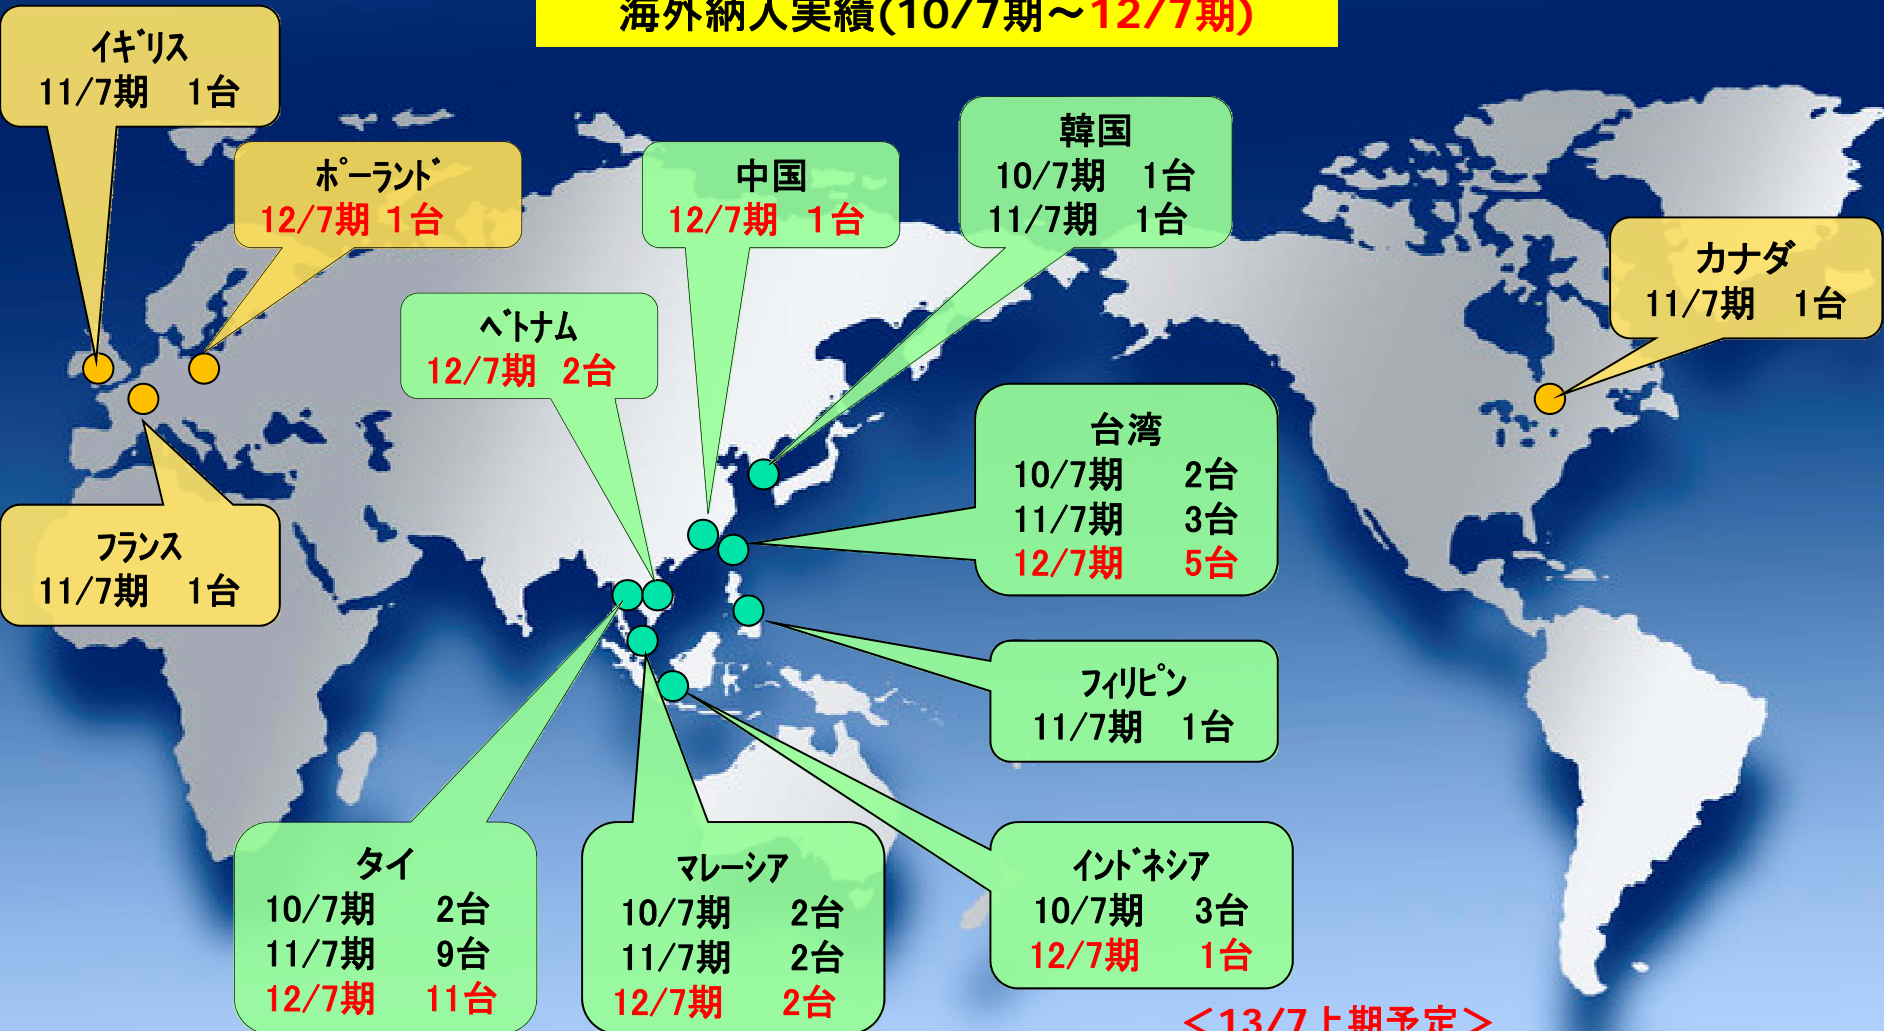 海外納入実績(10/7期～12/7期)
ｲｷﾞﾘｽ
11/7期 1台
ﾎﾟｰﾗﾝﾄﾞ
12/7期 1台
中国
12/7期 1台
韓国
10/7期 1台
11/7期 1台
カナダ
11/7期 1台
ﾍﾞﾄﾅﾑ
12/7期 2台
台湾
10/7期 2台
11/7期 3台
12/7期 5台
ﾌﾗﾝｽ
11/7期 1台
ﾌｨﾘﾋﾟﾝ
11/7期 1台
タイ
10/7期 2台
11/7期 9台
12/7期 11台
ﾏﾚｰｼｱ
10/7期 2台
11/7期 2台
12/7期 2台
ｲﾝﾄﾞﾈｼｱ
10/7期 3台
12/7期 1台
＜13/7上期予定＞